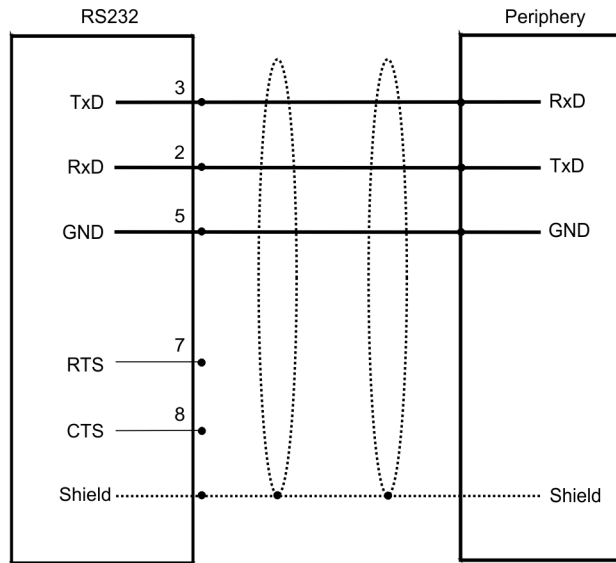 RS232 Periphery
TxD 3 RxD
RxD 2 TxD
GND 5 GND
RTS 7
CTS 8
Shield Shield